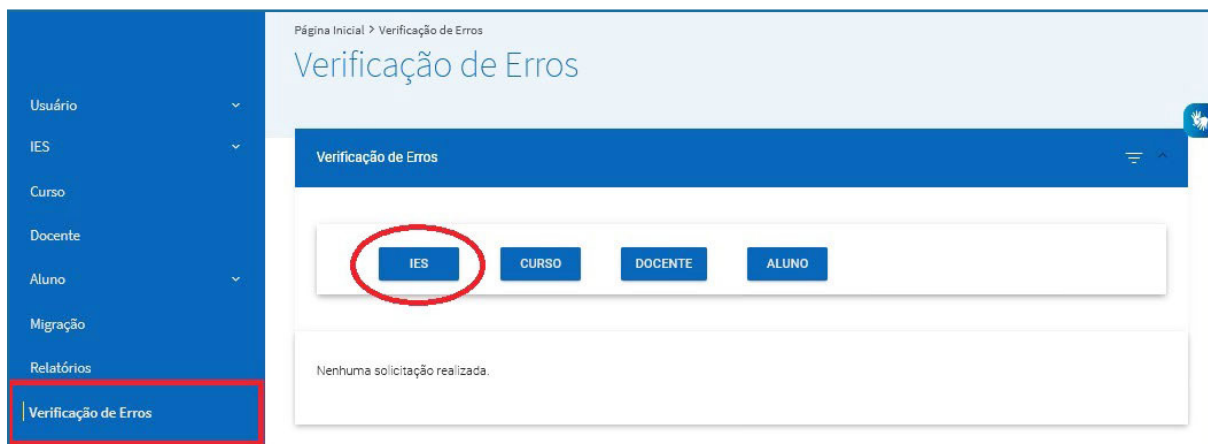 Página Inicial > Verificação de Erros
Verificação de Erros
Usuário
IES
Curso
Docente
Aluno
Migração
Relatórios
Verificação de Erros
Verificação de Erros
IES CURSO DOCENTE ALUNO
Nenhuma solicitação realizada.